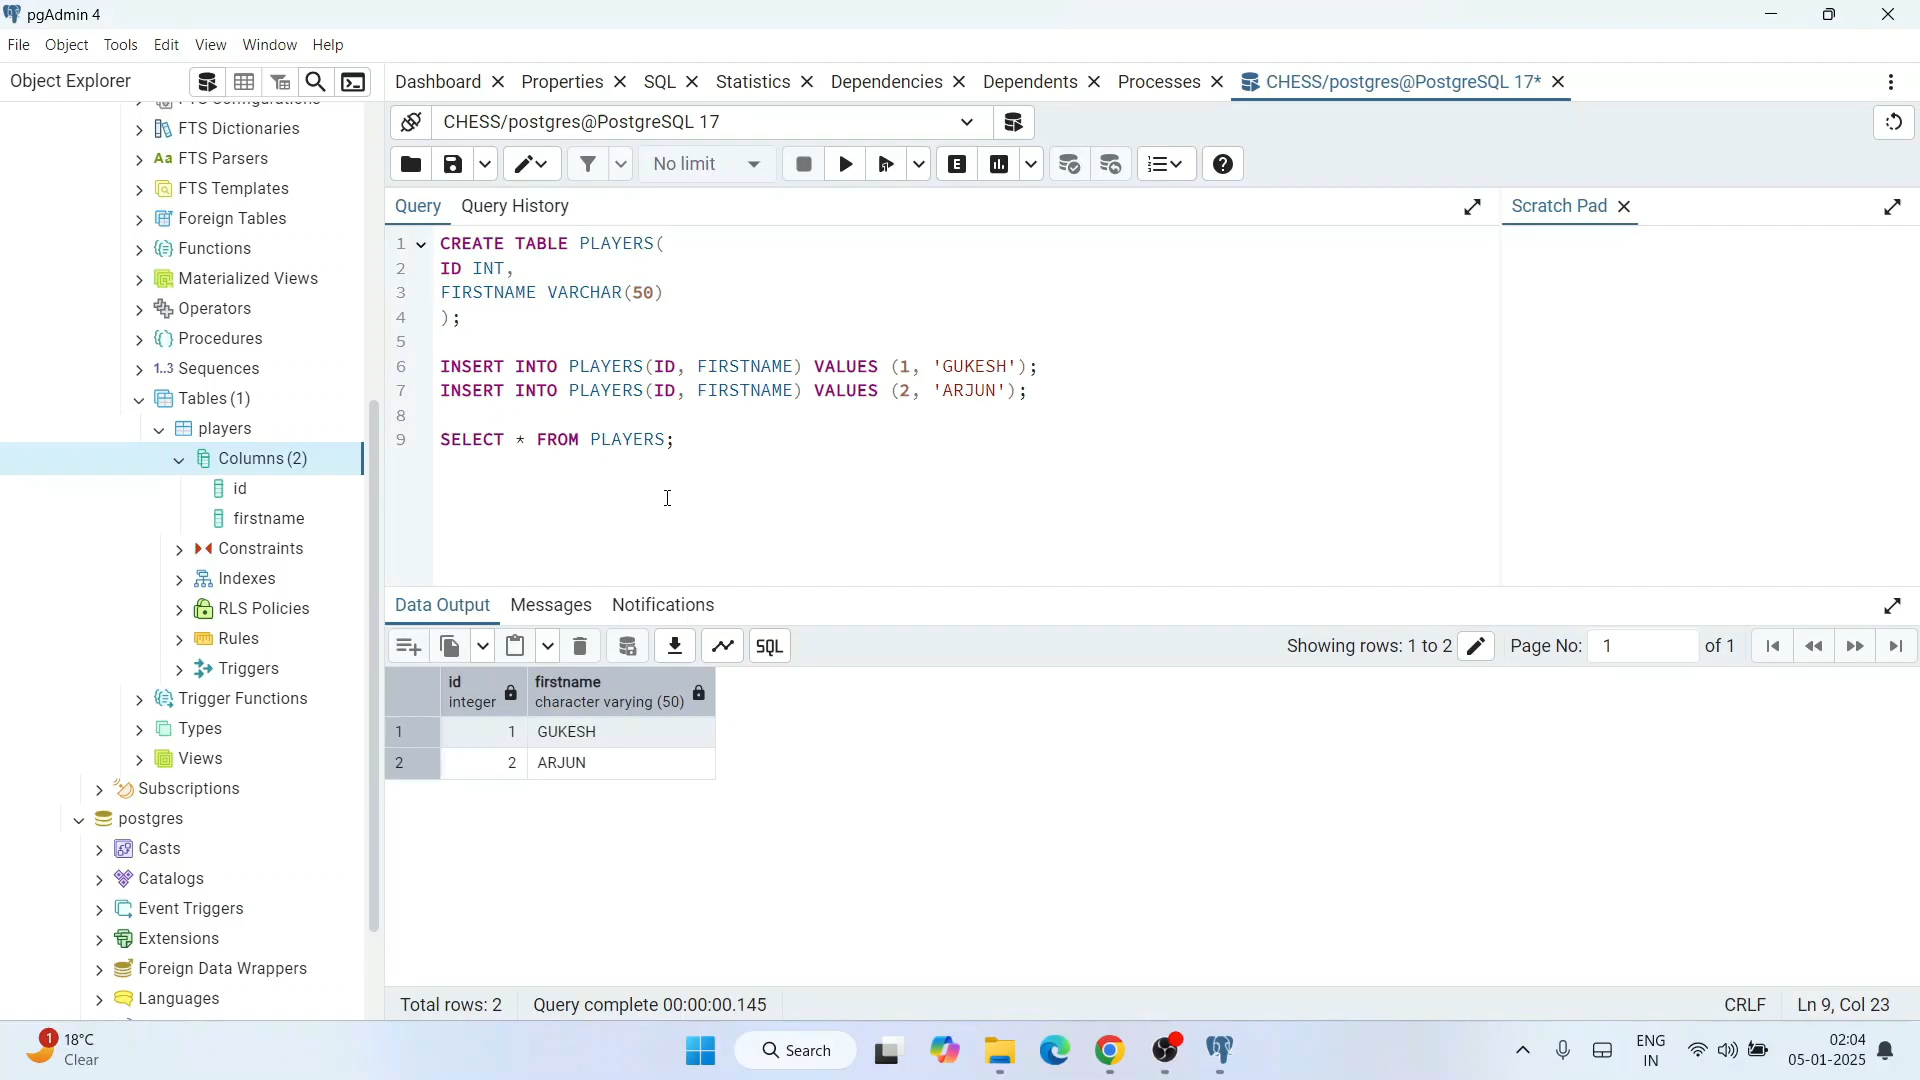 pgAdmin 4
File Object Tools Edit View Window Help
Object Explorer
Dashboard Properties SQL Statistics Dependencies Dependents Processes CHESS/postgres@PostgreSQL 17*
FTS Configurations
FTS Dictionaries
Aa FTS Parsers
FTS Templates
Foreign Tables
Functions
Materialized Views
Operators
Procedures
1..3 Sequences
Tables (1)
players
Columns (2)
id
firstname
Constraints
Indexes
RLS Policies
Rules
Triggers
Trigger Functions
Types
Views
Subscriptions
postgres
Casts
Catalogs
Event Triggers
Extensions
Foreign Data Wrappers
Languages
CHESS/postgres@PostgreSQL 17
No limit
E
Query Query History
Scratch Pad
1 CREATE TABLE PLAYERS(
2 ID INT,
3 FIRSTNAME VARCHAR(50)
4 );
5
6 INSERT INTO PLAYERS(ID, FIRSTNAME) VALUES (1, 'GUKESH');
7 INSERT INTO PLAYERS(ID, FIRSTNAME) VALUES (2, 'ARJUN');
8
9 SELECT * FROM PLAYERS;
Data Output Messages Notifications
SQL Showing rows: 1 to 2 Page No: 1 of 1
id firstname
integer character varying (50)
1 1 GUKESH
2 2 ARJUN
Total rows: 2 Query complete 00:00:00.145 CRLF Ln 9, Col 23
1 18°C
Clear
Search
ENG
IN
02:04
05-01-2025